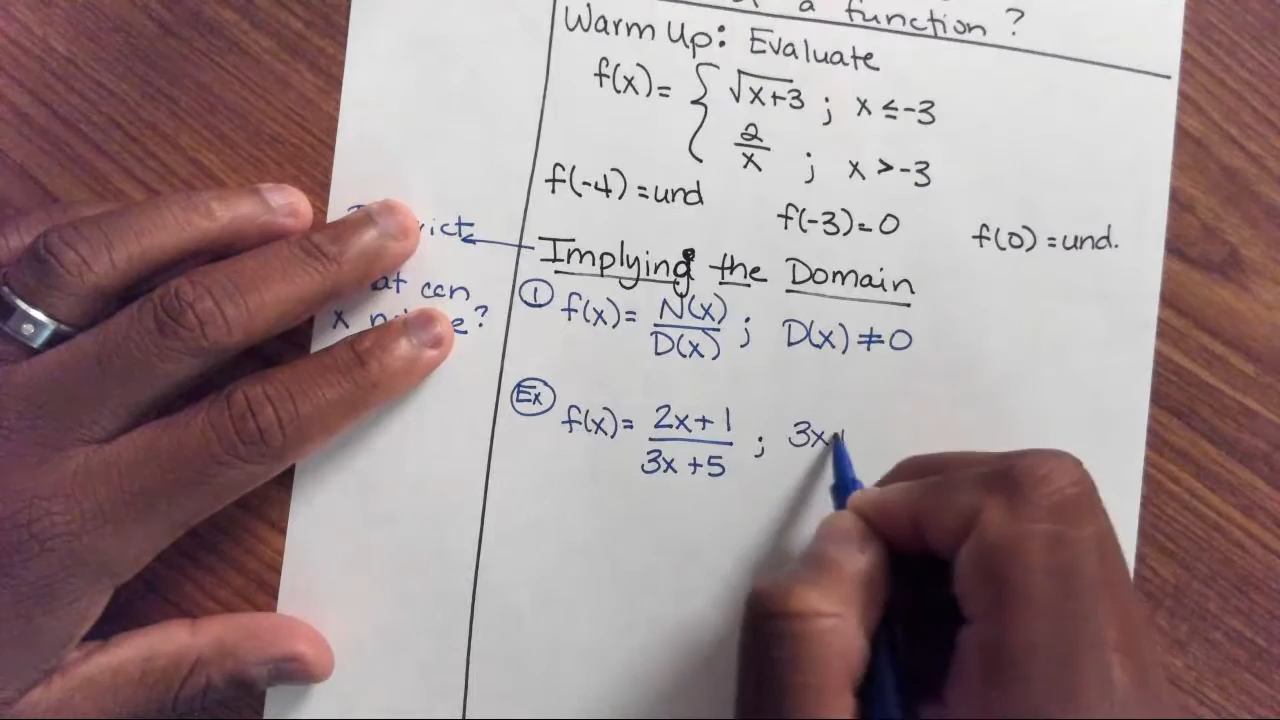 a function ?
Warm Up: Evaluate
f(x) = { √x+3 ; x ≤ -3
2/x ; x > -3
f(-4) = und f(-3) = 0 f(0) = und.
Implying the Domain
can
x
① f(x) = N(x)/D(x) ; D(x) ≠ 0
Ex f(x) = 2x+1/3x+5 ; 3x